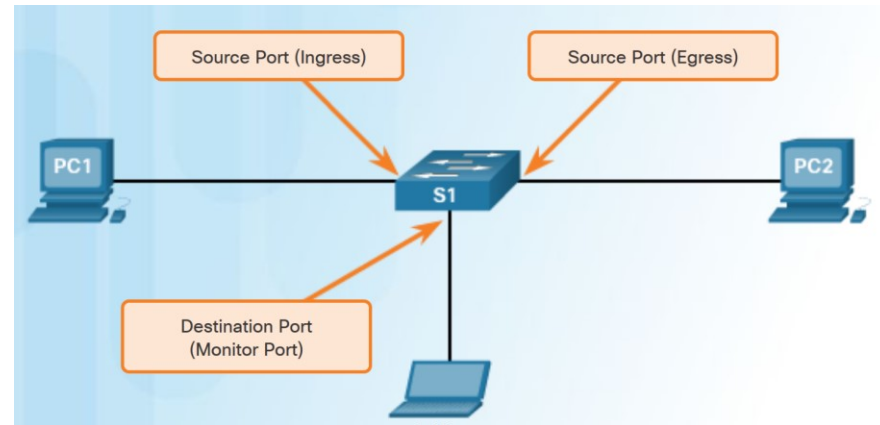 Source Port (Ingress)
Source Port (Egress)
PC1
PC2
S1
Destination Port
(Monitor Port)